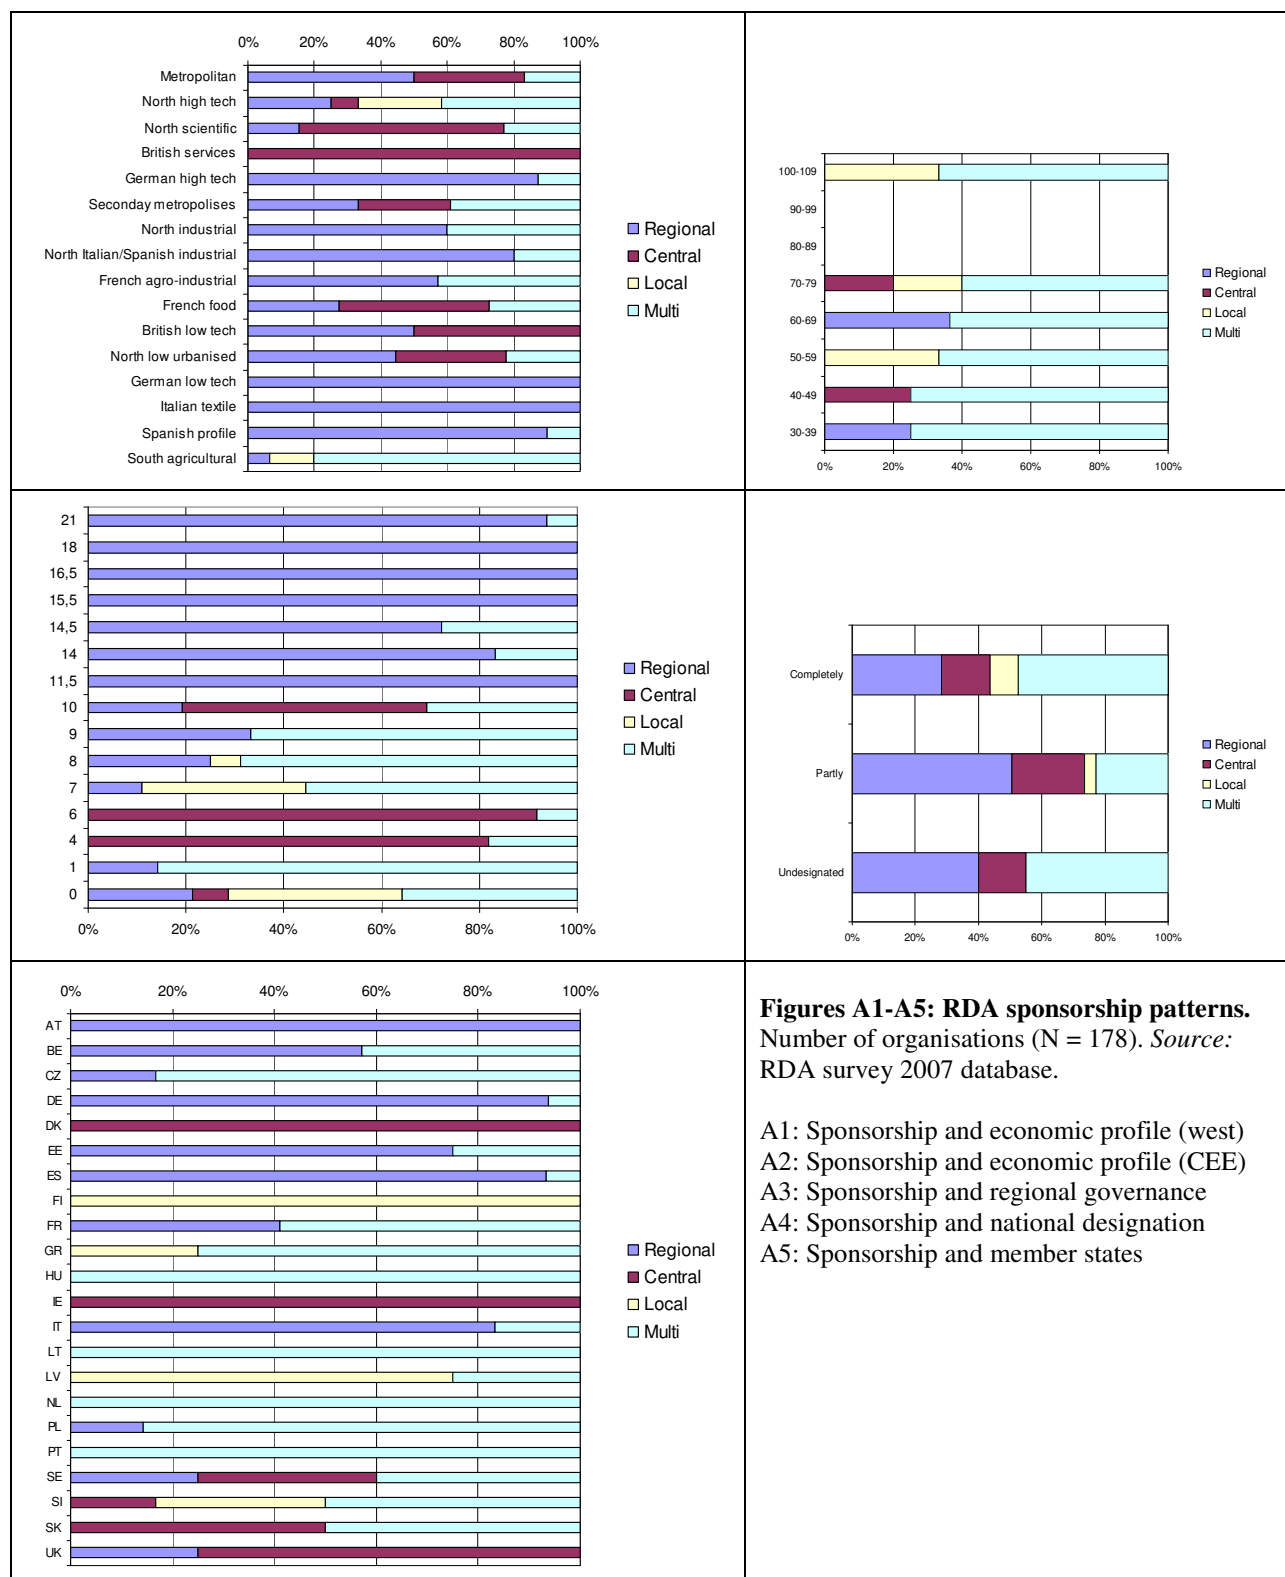 0% 20% 40% 60% 80% 100%
Metropolitan
North high tech
North scientific
British services
German high tech
Seconday metropolises
North industrial
North Italian/Spanish industrial
French agro-industrial
French food
British low tech
North low urbanised
German low tech
Italian textile
Spanish profile
South agricultural
Regional
Central
Local
Multi
100-109
90-99
80-89
70-79
60-69
50-59
40-49
30-39
0% 20% 40% 60% 80% 100%
Regional
Central
Local
Multi
21
18
16,5
15,5
14,5
14
11,5
10
9
8
7
6
4
1
0
0% 20% 40% 60% 80% 100%
Regional
Central
Local
Multi
Completely
Partly
Undesignated
0% 20% 40% 60% 80% 100%
Regional
Central
Local
Multi
0% 20% 40% 60% 80% 100%
AT
BE
CZ
DE
DK
EE
ES
FI
FR
GR
HU
IE
IT
LT
LV
NL
PL
PT
SE
SI
SK
UK
Regional
Central
Local
Multi
Figures A1-A5: RDA sponsorship patterns.
Number of organisations (N = 178). Source:
RDA survey 2007 database.
A1: Sponsorship and economic profile (west)
A2: Sponsorship and economic profile (CEE)
A3: Sponsorship and regional governance
A4: Sponsorship and national designation
A5: Sponsorship and member states